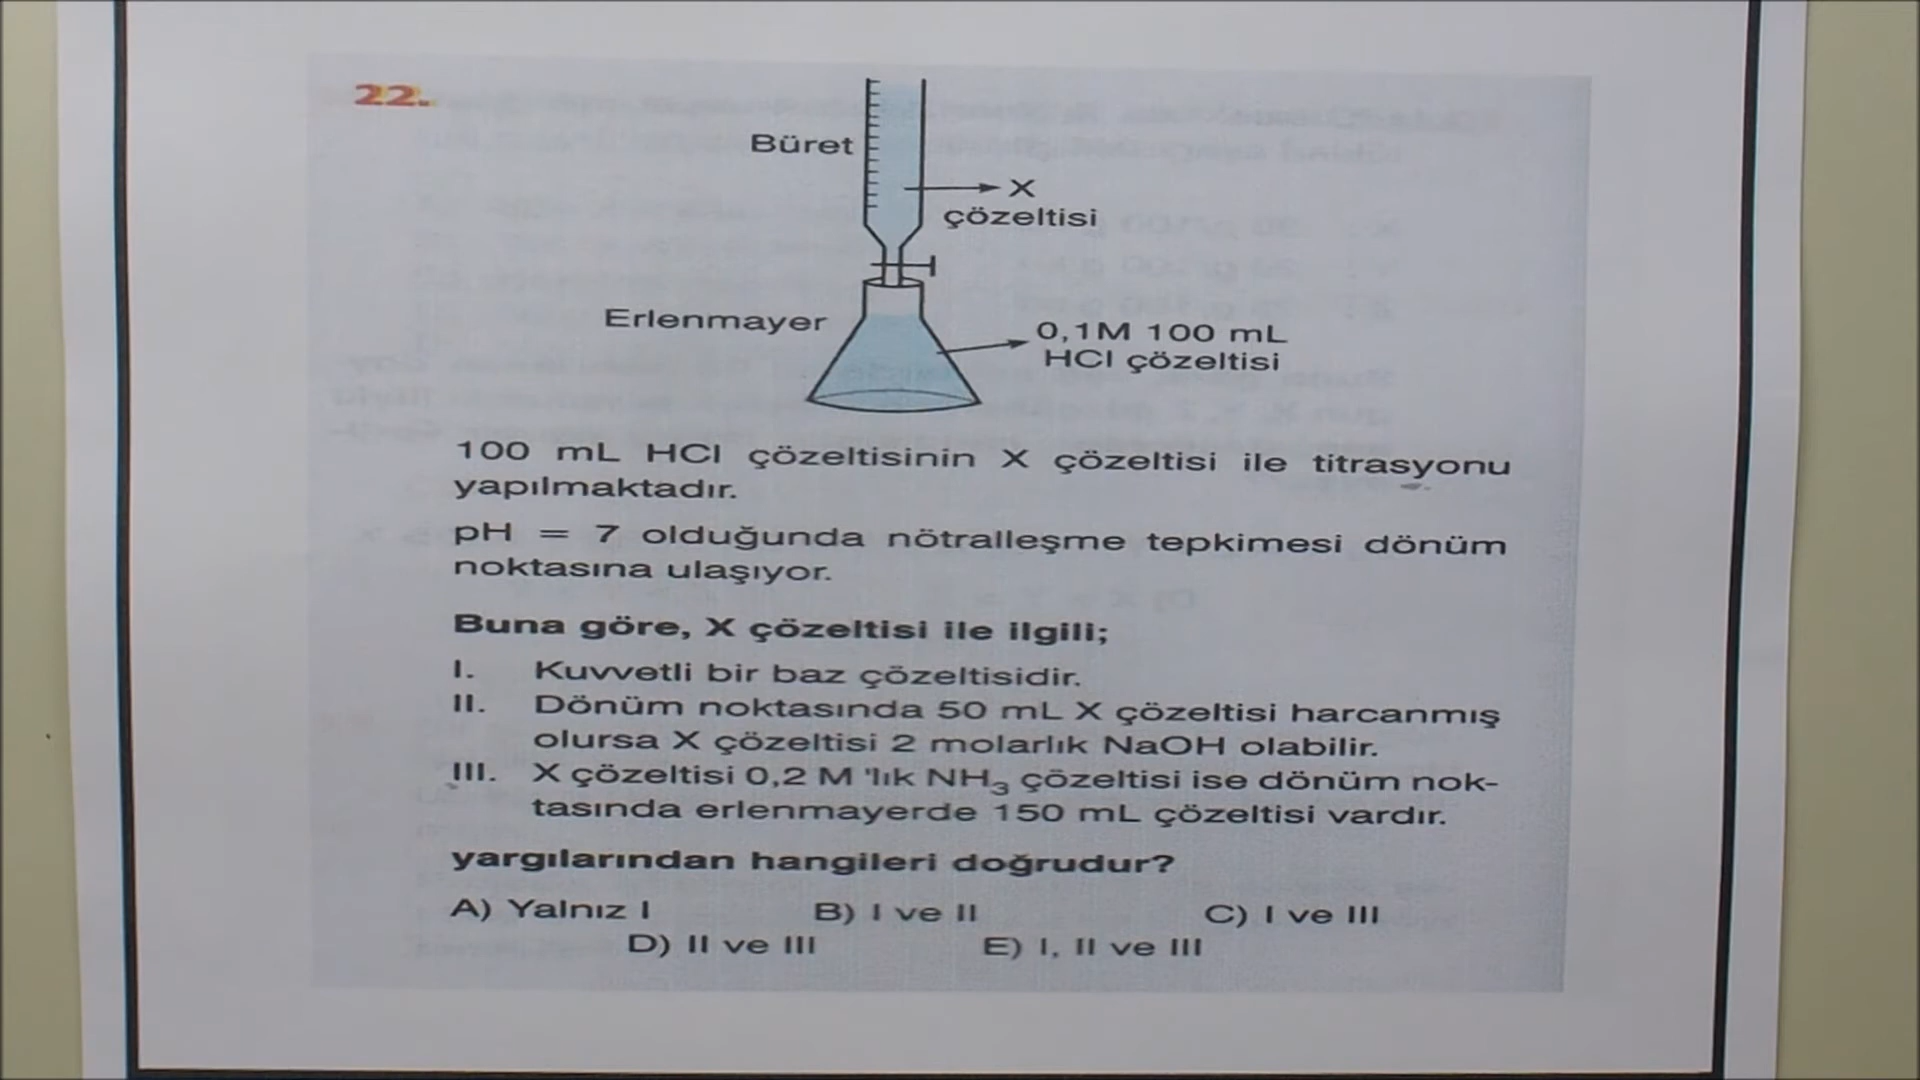 22.
Büret
X
çözeltisi
Erlenmayer
0,1M 100 mL
HCl çözeltisi
100 mL HCl çözeltisinin X çözeltisi ile titrasyonu
yapılmaktadır.
pH = 7 olduğunda nötralleşme tepkimesi dönüm
noktasına ulaşıyor.
Buna göre, X çözeltisi ile ilgili;
I. Kuvvetli bir baz çözeltisidir.
II. Dönüm noktasında 50 mL X çözeltisi harcanmış
olursa X çözeltisi 2 molarlık NaOH olabilir.
III. X çözeltisi 0,2 M 'lık NH₃ çözeltisi ise dönüm nok-
tasında erlenmayerde 150 mL çözeltisi vardır.
yargılarından hangileri doğrudur?
A) Yalnız I B) I ve II C) I ve III
D) II ve III E) I, II ve III